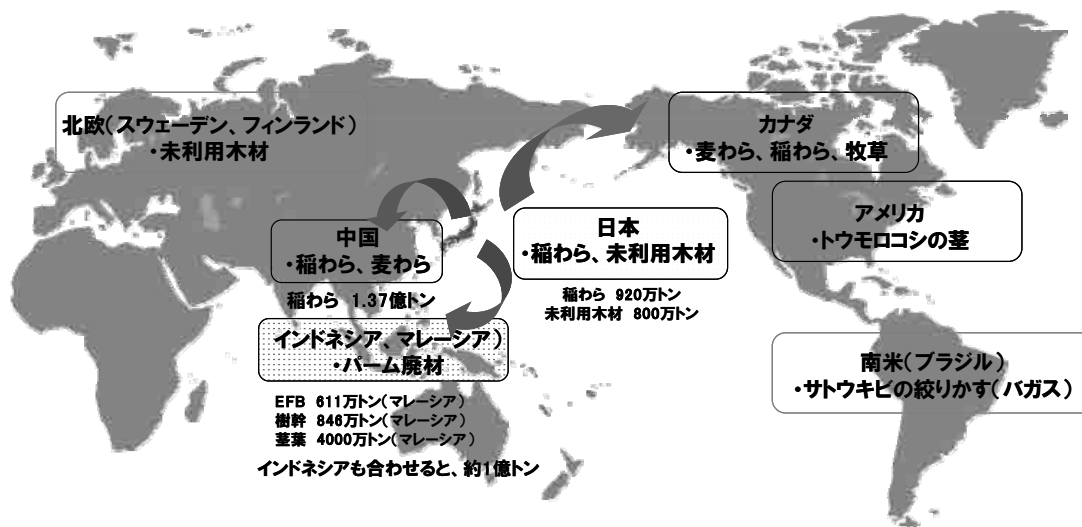 北欧(スウェーデン、フィンランド)
・未利用木材
カナダ
・麦わら、稲わら、牧草
アメリカ
・トウモロコシの茎
中国
・稲わら、麦わら
稲わら 1.37億トン
日本
・稲わら、未利用木材
稲わら 920万トン
未利用木材 800万トン
インドネシア、マレーシア)
・パーム廃材
EFB 611万トン(マレーシア)
樹幹 846万トン(マレーシア)
茎葉 4000万トン(マレーシア)
インドネシアも合わせると、約1億トン
南米(ブラジル)
・サトウキビの絞りかす(バガス)